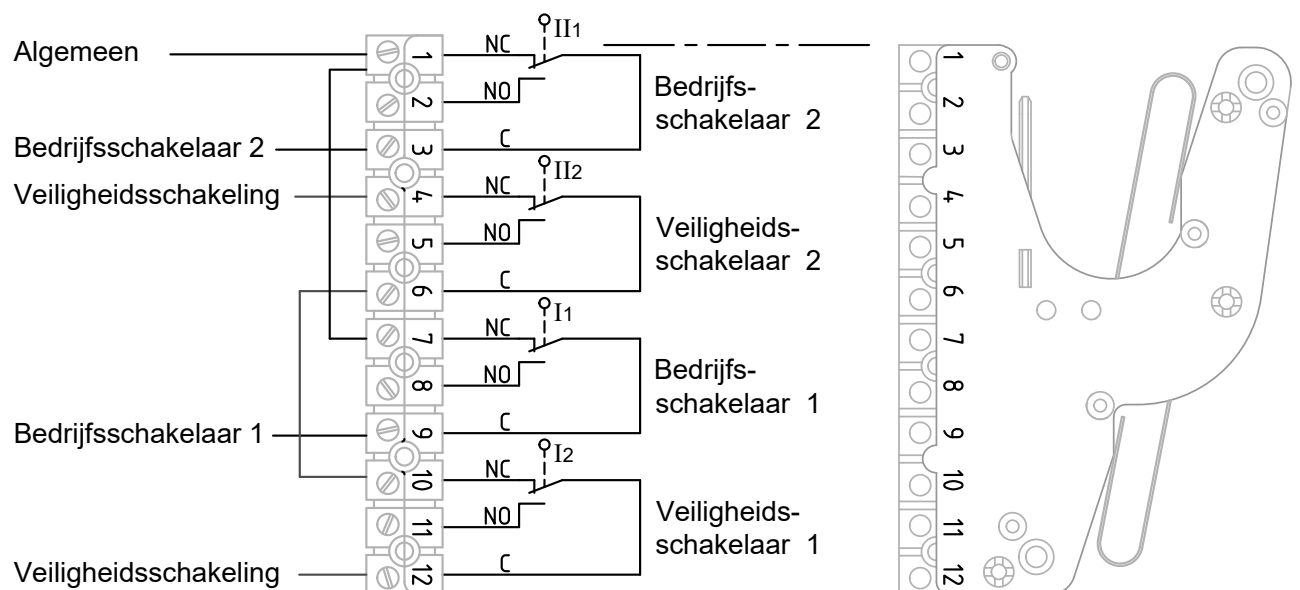 Algemeen
Bedrijfsschakelaar 2
Veiligheidsschakeling
Bedrijfsschakelaar 1
Veiligheidsschakeling
1
2
3
4
5
6
7
8
9
10
11
12
NC
NO
C
NC
NO
C
NC
NO
C
NC
NO
C
II1
II2
I1
I2
Bedrijfs-
schakelaar 2
Veiligheids-
schakelaar 2
Bedrijfs-
schakelaar 1
Veiligheids-
schakelaar 1
1
2
3
4
5
6
7
8
9
10
11
12